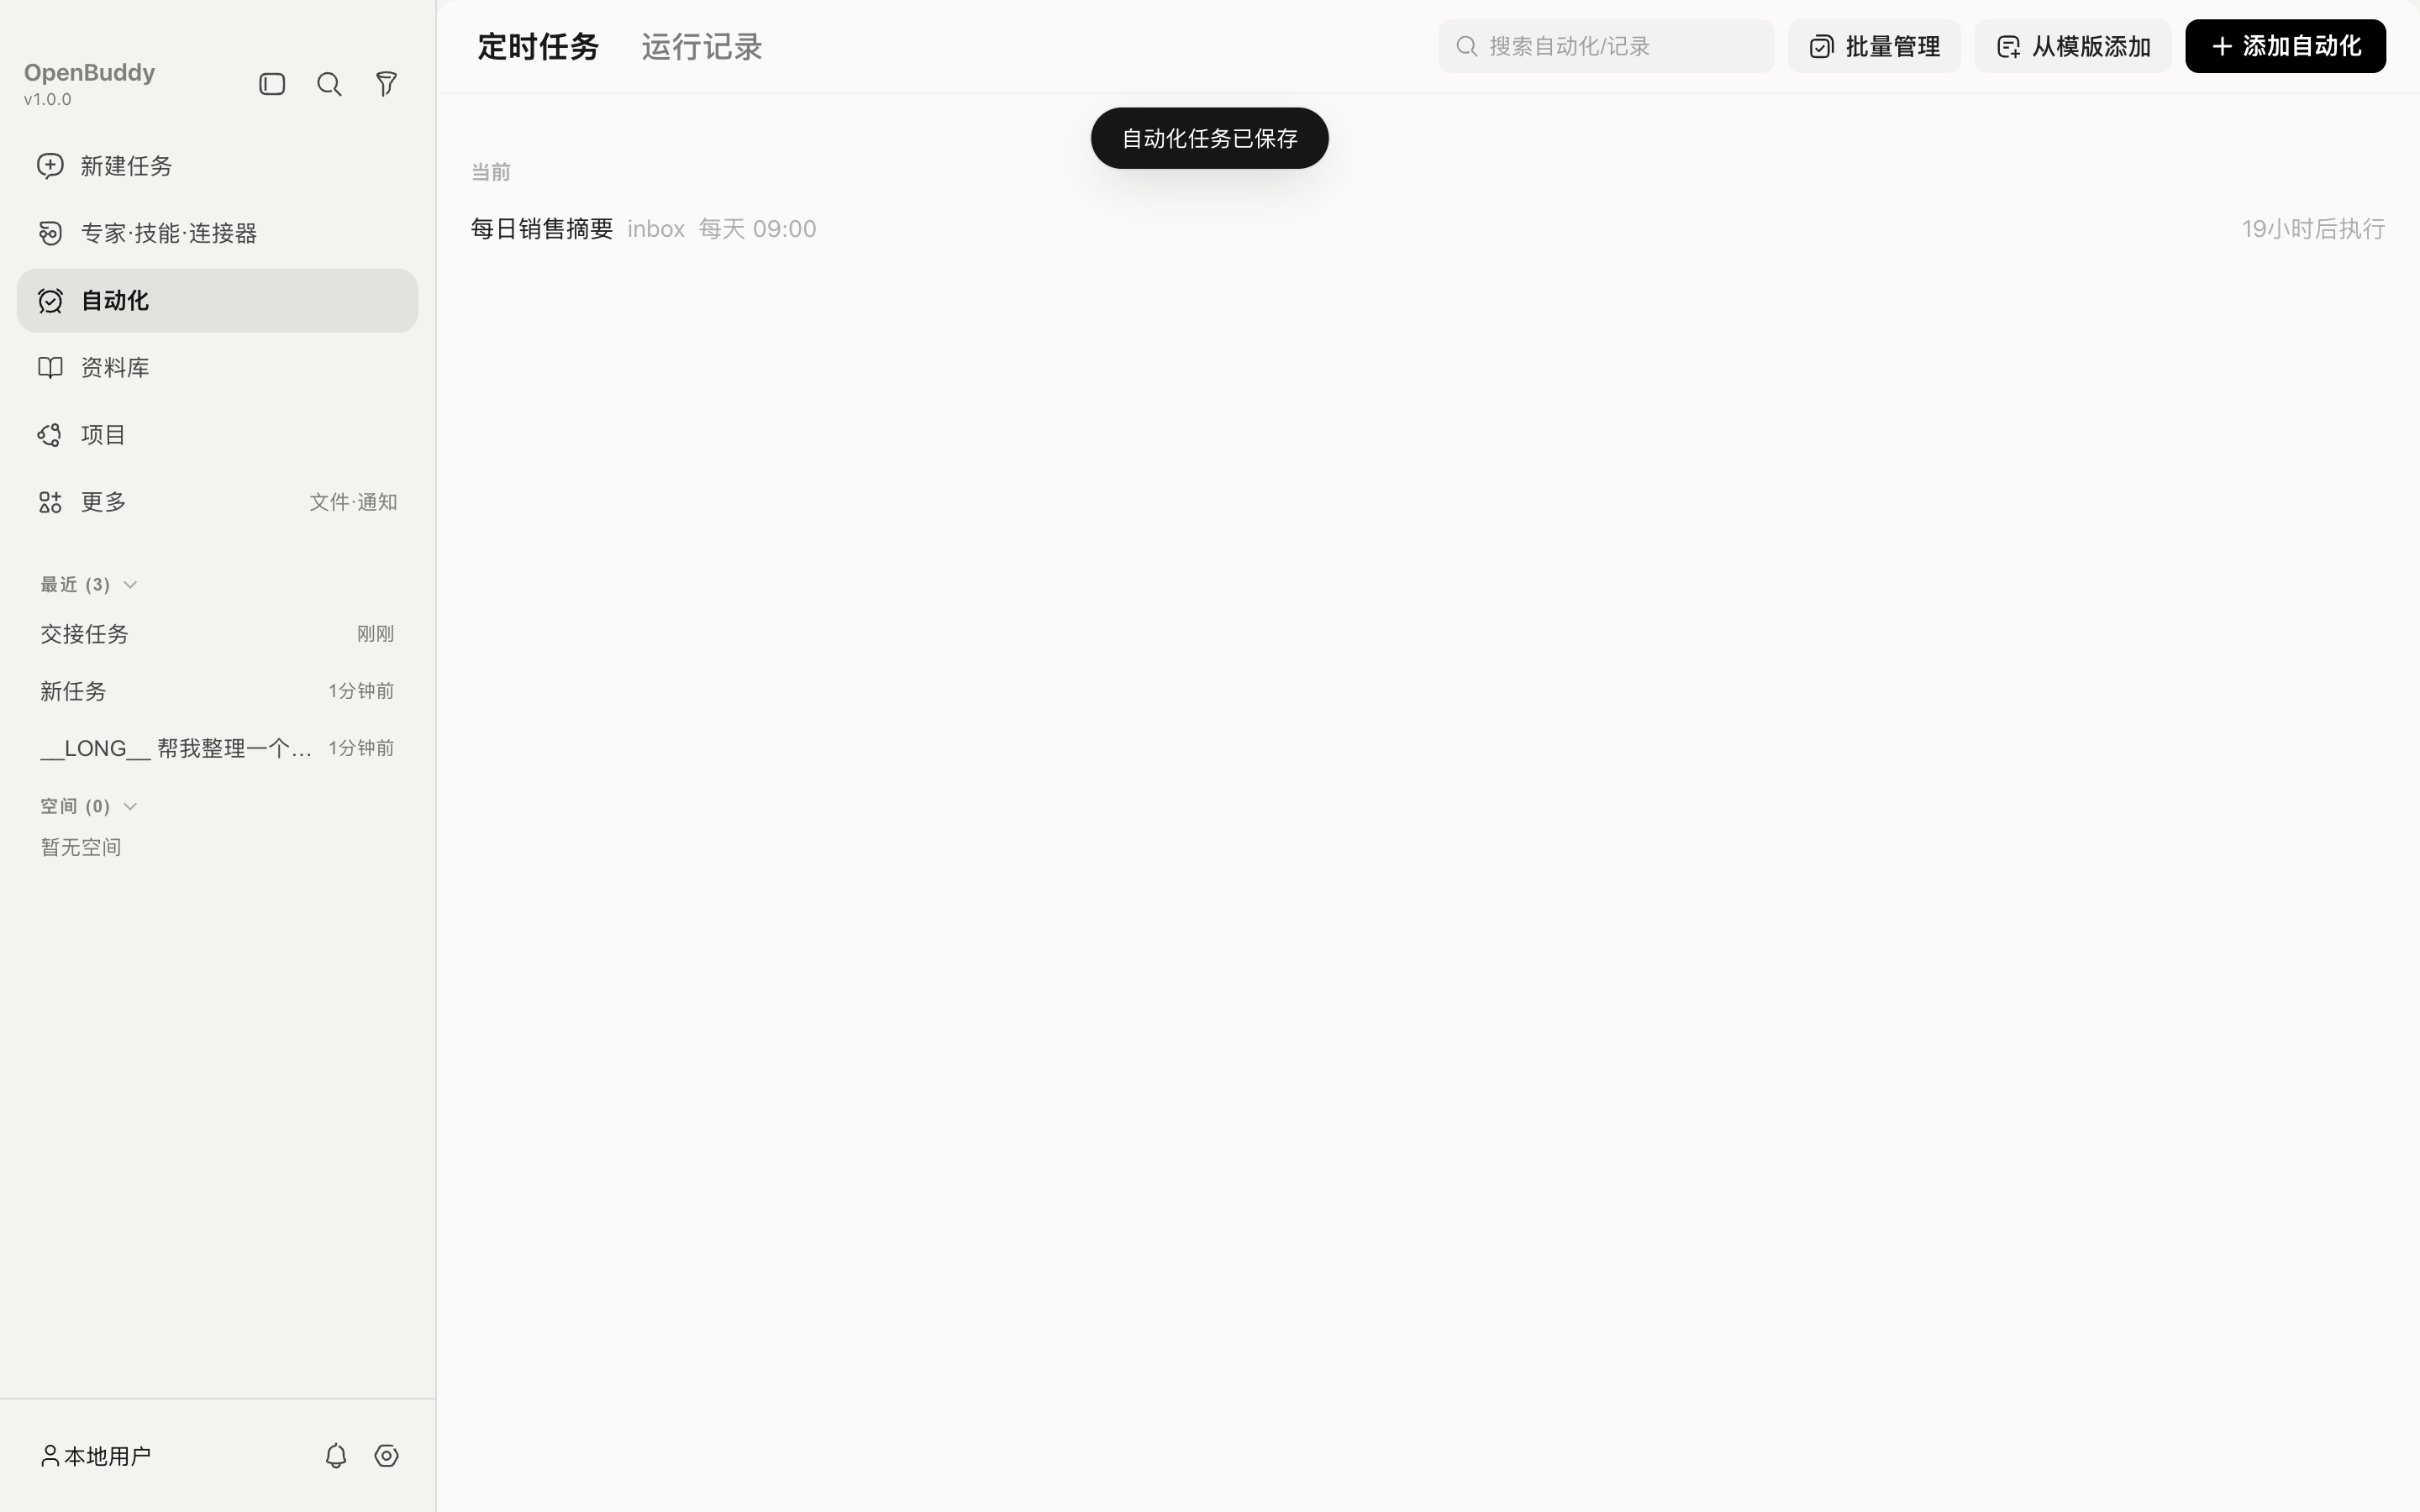 OpenBuddy
v1.0.0
新建任务
专家·技能·连接器
自动化
资料库
项目
更多 文件·通知
最近 (3)
交接任务 刚刚
新任务 1分钟前
__LONG__ 帮我整理一个... 1分钟前
空间 (0)
暂无空间
本地用户
定时任务 运行记录 搜索自动化/记录 批量管理 从模版添加 添加自动化
自动化任务已保存
当前
每日销售摘要 inbox 每天 09:00 19小时后执行